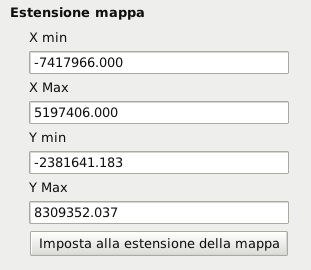 Estensione mappa
X min
-7417966.000
X Max
5197406.000
Y min
-2381641.183
Y Max
8309352.037
Imposta alla estensione della mappa